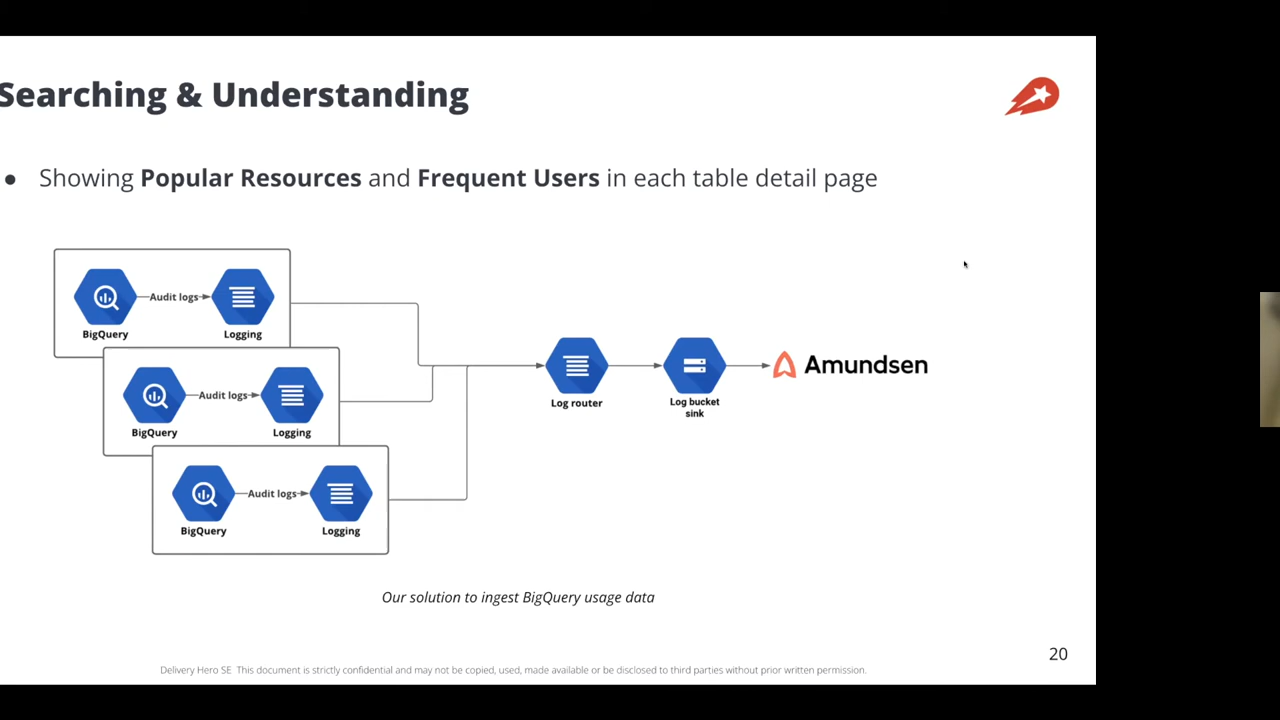 Searching & Understanding
● Showing Popular Resources and Frequent Users in each table detail page
Audit logs
BigQuery
Logging
Audit logs
BigQuery
Logging
Audit logs
BigQuery
Logging
Log router
Log bucket
sink
Amundsen
Our solution to ingest BigQuery usage data
20
Delivery Hero SE. This document is strictly confidential and may not be copied, used, made available or be disclosed to third parties without prior written permission.